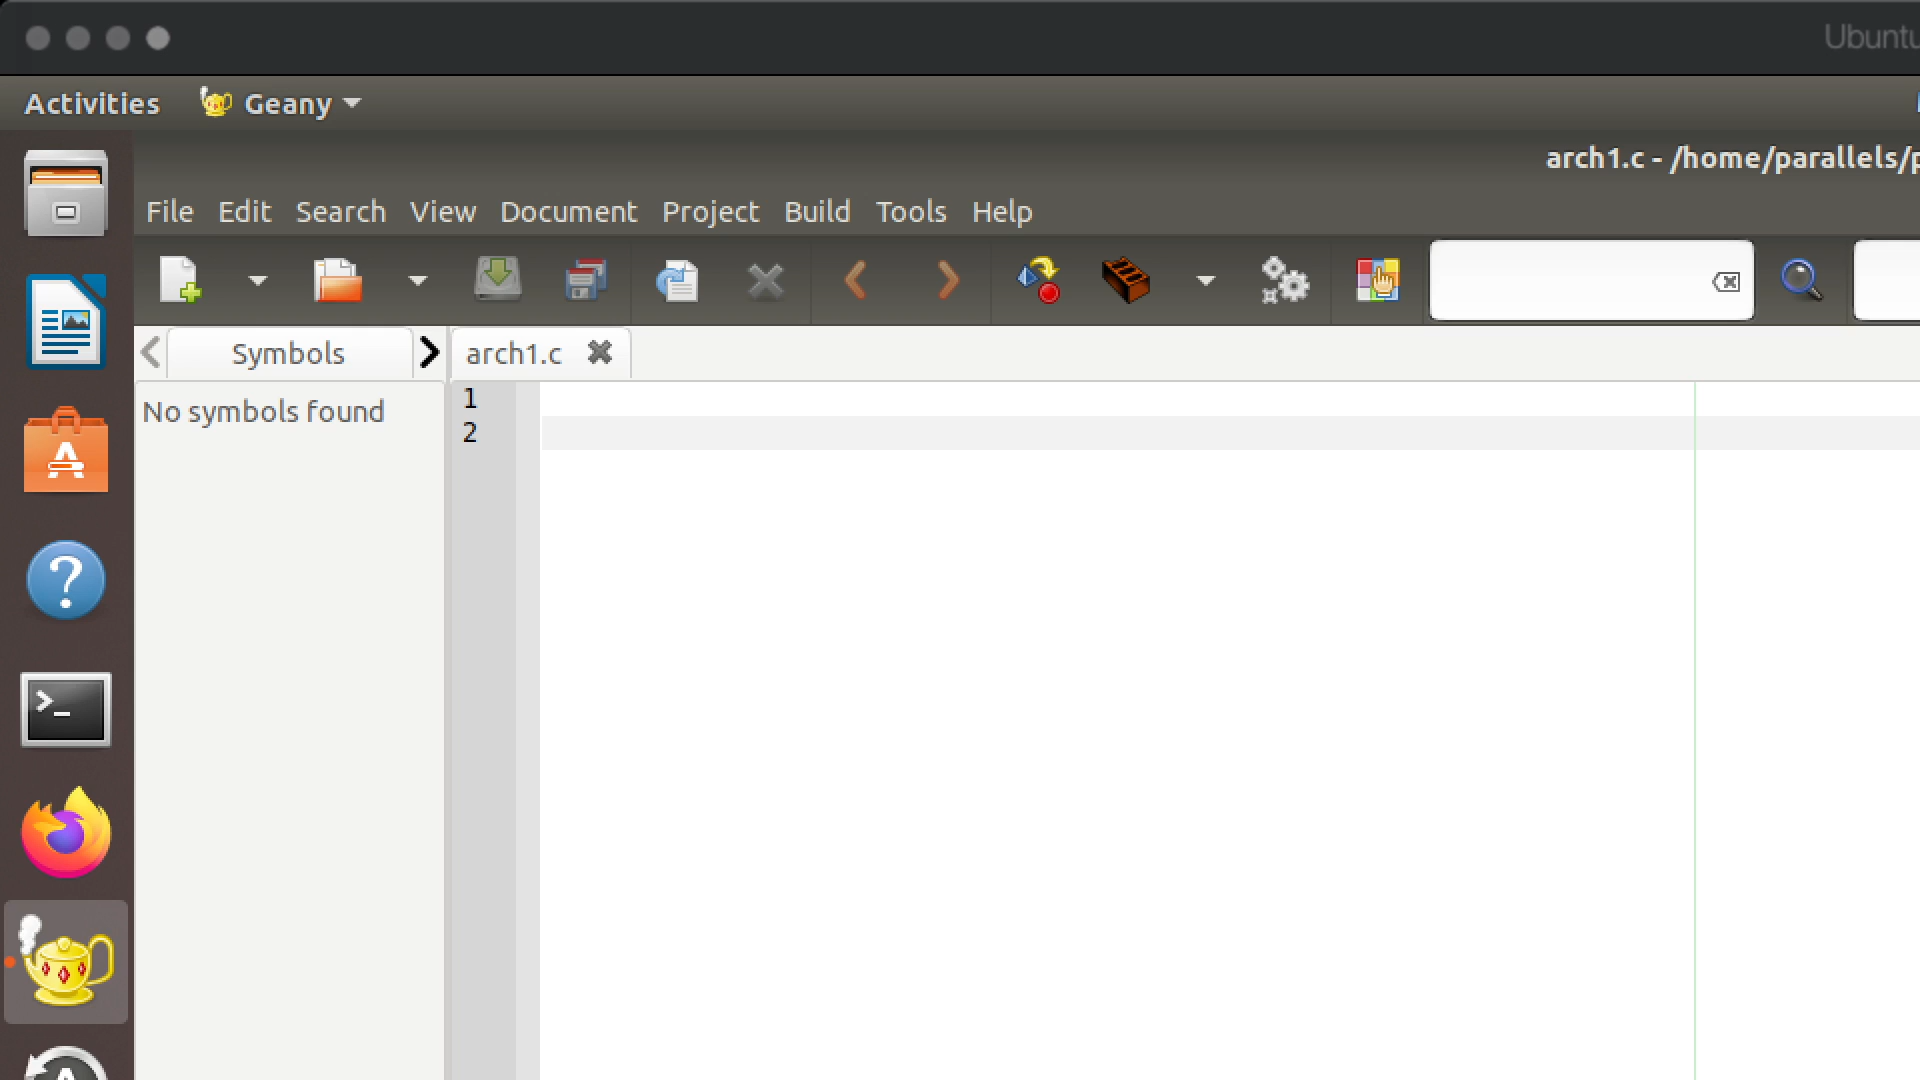 Ubuntu
Activities Geany
arch1.c - /home/parallels/p
File Edit Search View Document Project Build Tools Help
Symbols arch1.c
No symbols found
1
2